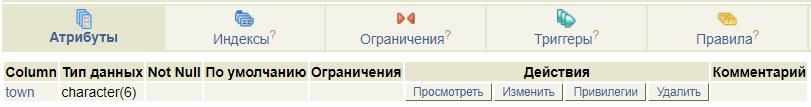 Атрибуты Индексы? Ограничения? Триггеры? Правила?
Column Тип данных Not Null По умолчанию Ограничения Действия Комментарий
town character(6) Просмотреть Изменить Привилегии Удалить